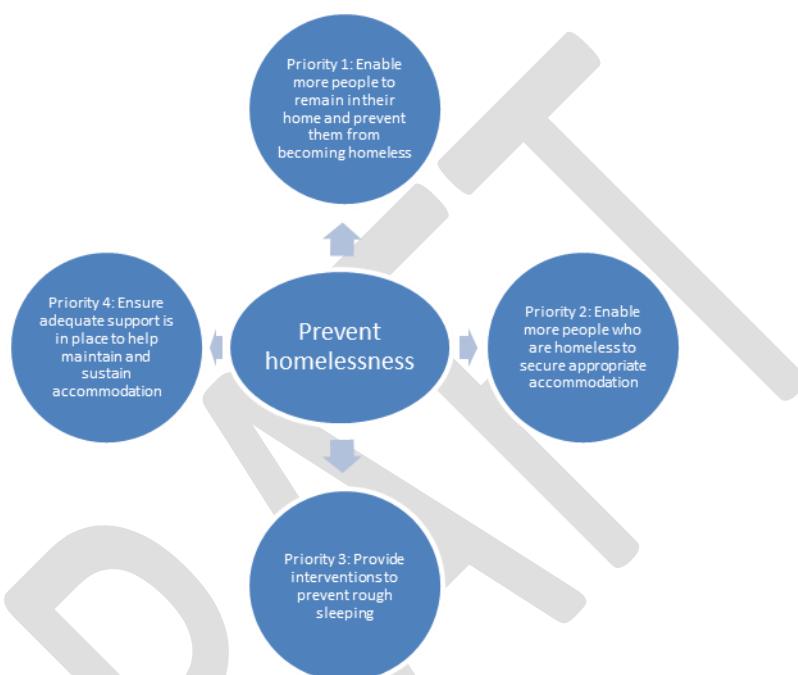 Priority 1: Enable
more people to
remain in their
home and prevent
them from
becoming homeless
Priority 4: Ensure
adequate support is
in place to help
maintain and
sustain
accommodation
Prevent
homelessness
Priority 2: Enable
more people who
are homeless to
secure appropriate
accommodation
Priority 3: Provide
interventions to
prevent rough
sleeping
DRAFT